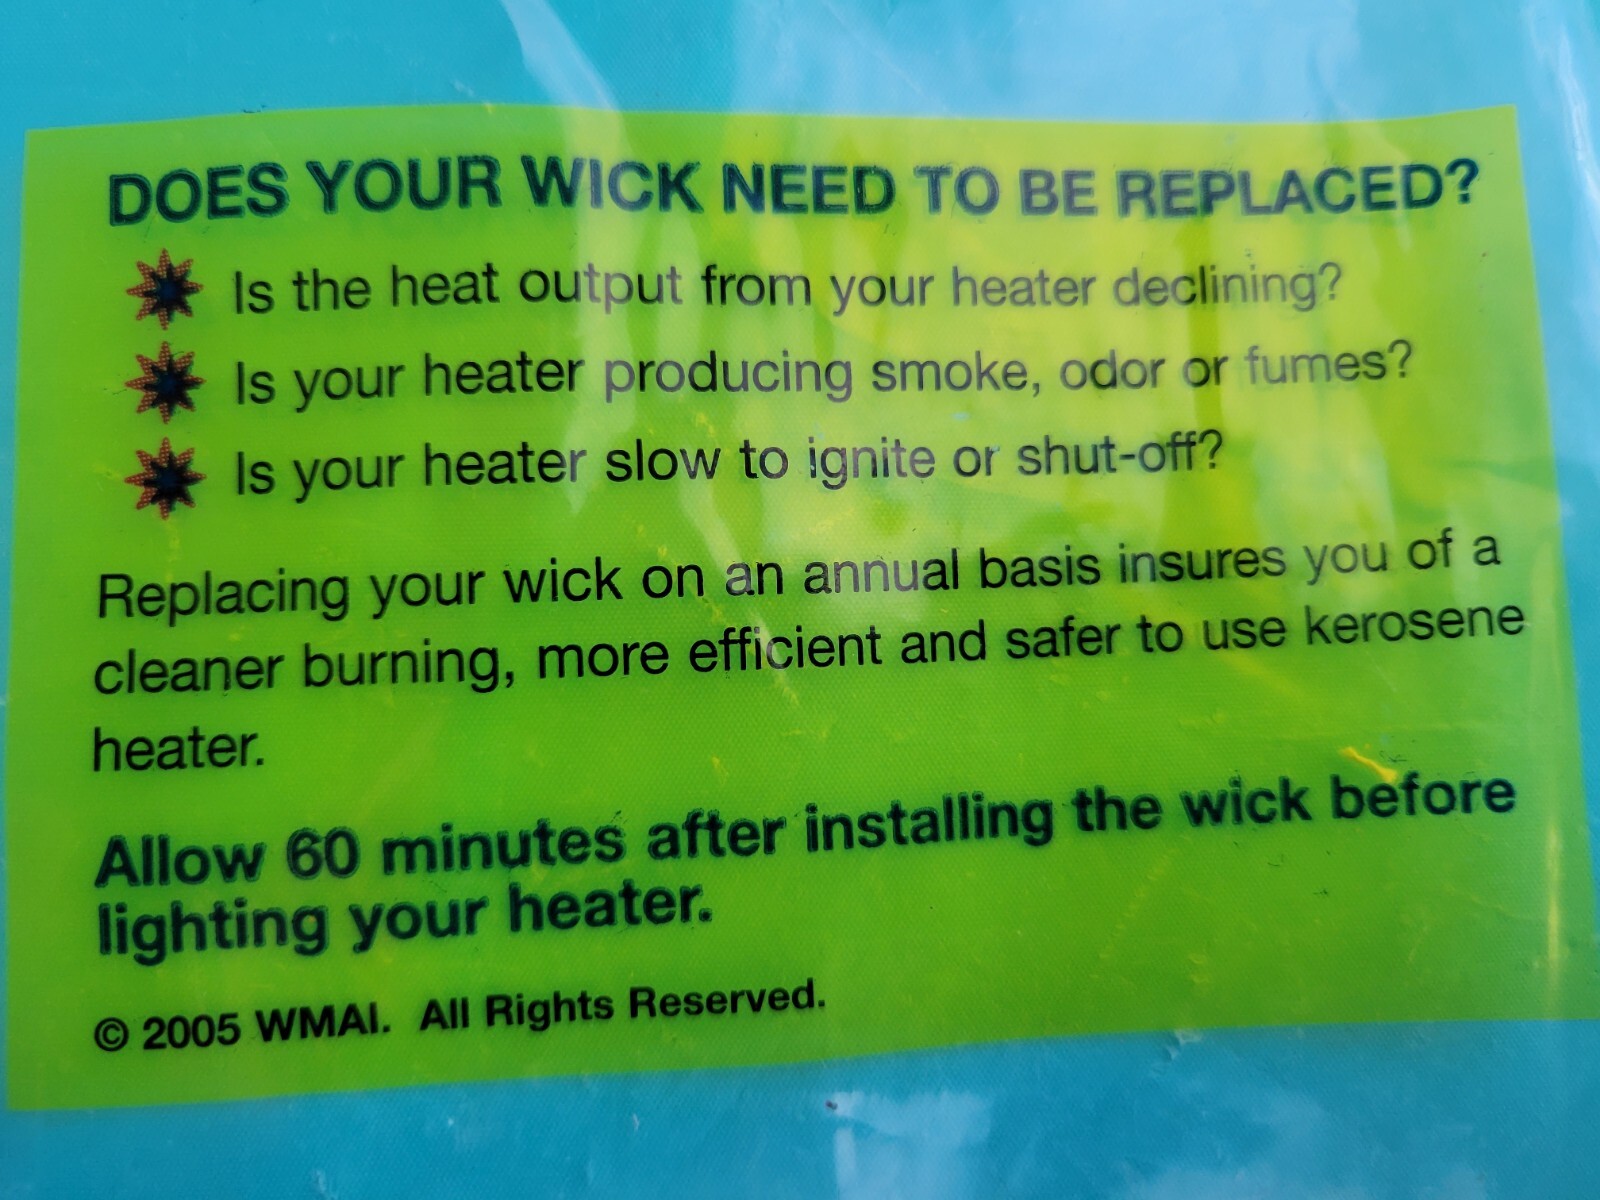 DOES YOUR WICK NEED TO BE REPLACED?
Is the heat output from your heater declining?
Is your heater producing smoke, odor or fumes?
Is your heater slow to ignite or shut-off?
Replacing your wick on an annual basis insures you of a
cleaner burning, more efficient and safer to use kerosene
heater.
Allow 60 minutes after installing the wick before
lighting your heater.
© 2005 WMAI. All Rights Reserved.